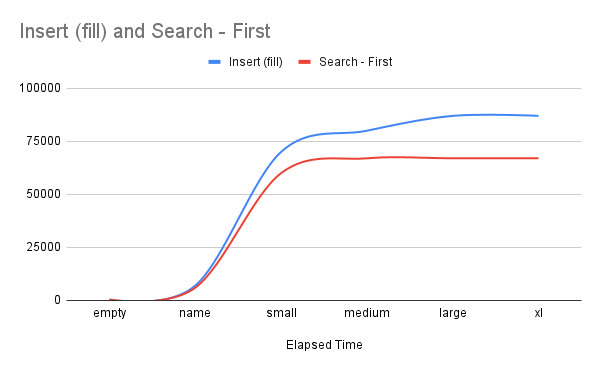 Insert (fill) and Search - First
Insert (fill) Search - First
100000
75000
50000
25000
0
empty name small medium large xl
Elapsed Time